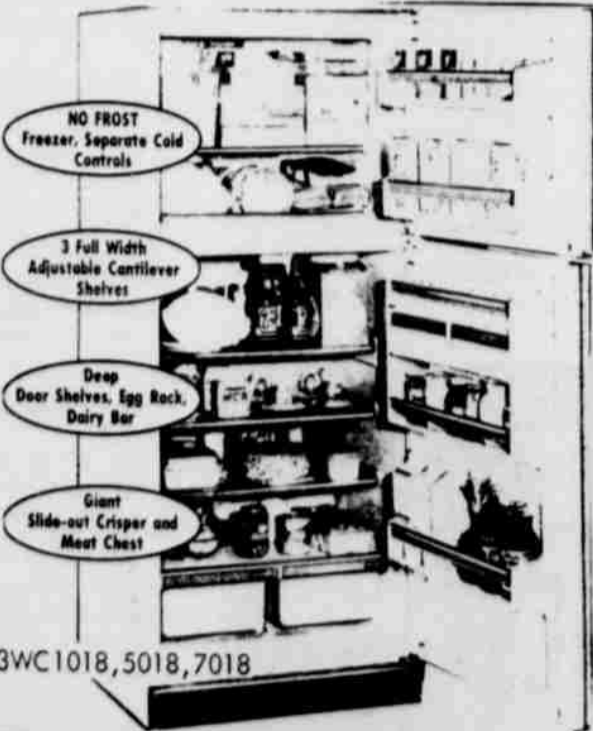 NO FROST
Freezer, Separate Cold
Controls
3 Full Width
Adjustable Cantilever
Shelves
Deep
Door Shelves, Egg Rack,
Dairy Bar
Giant
Slide-out Crisper and
Meat Chest
3WC1018,5018,7018